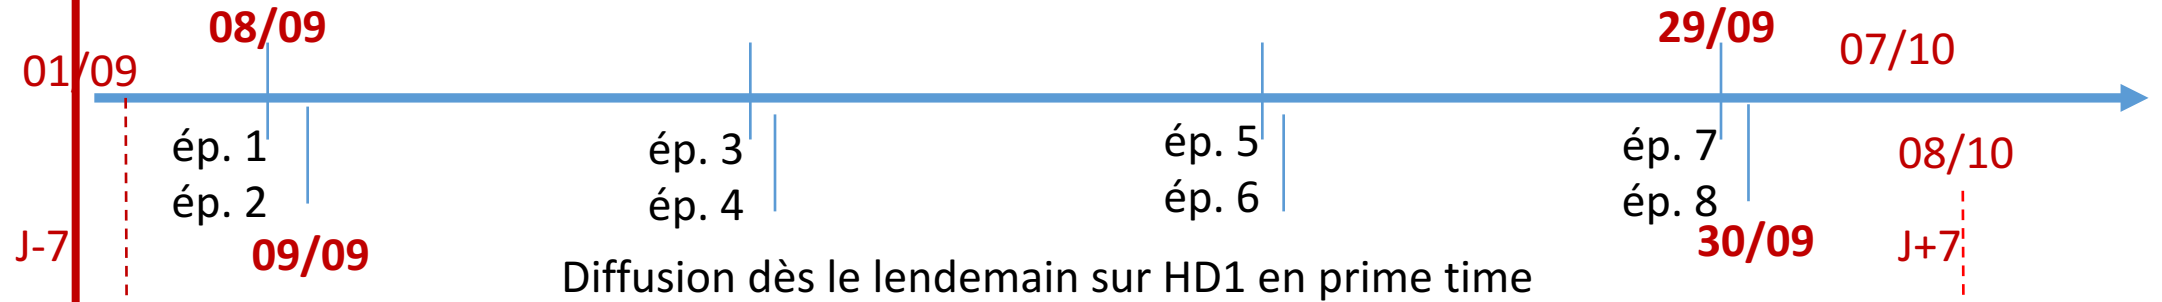 08/09
29/09
01/09
07/10
ép. 1
ép. 2
ép. 3
ép. 4
ép. 5
ép. 6
ép. 7
ép. 8
08/10
J-7
09/09
30/09
J+7
Diffusion dès le lendemain sur HD1 en prime time